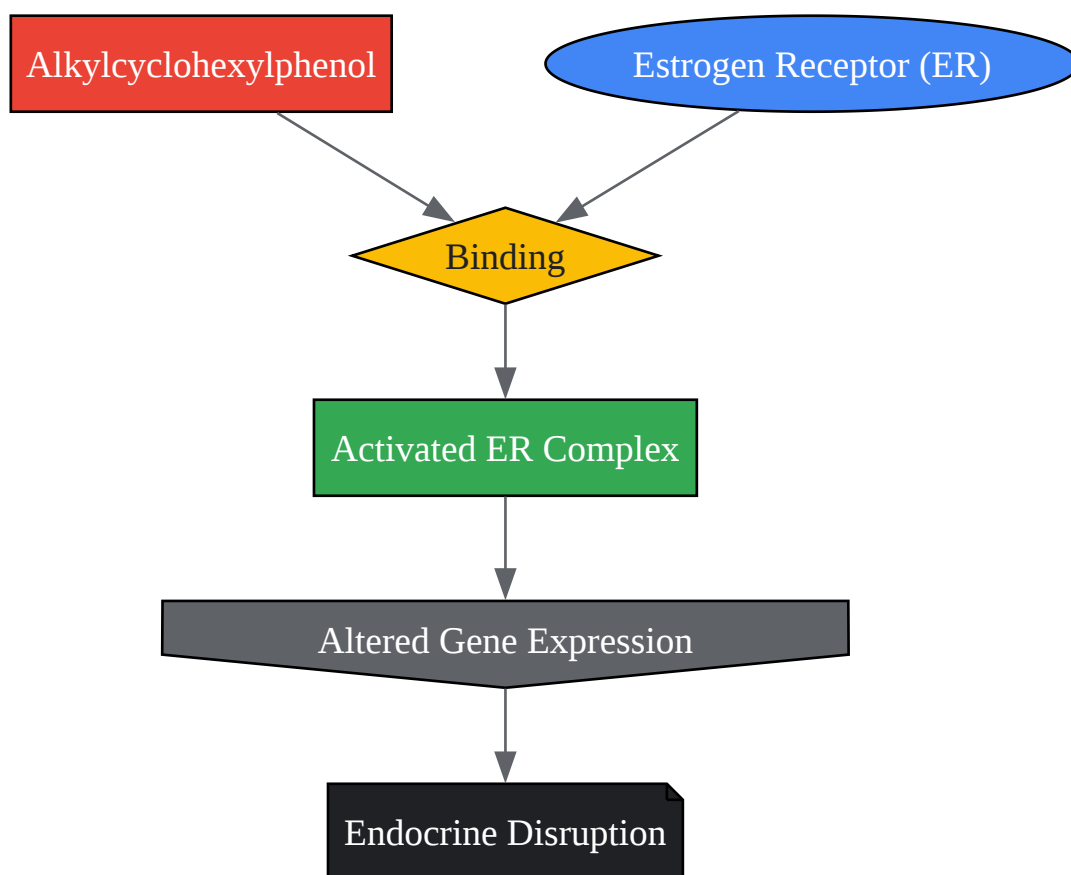 Alkylcyclohexylphenol
Estrogen Receptor (ER)
Binding
Activated ER Complex
Altered Gene Expression
Endocrine Disruption